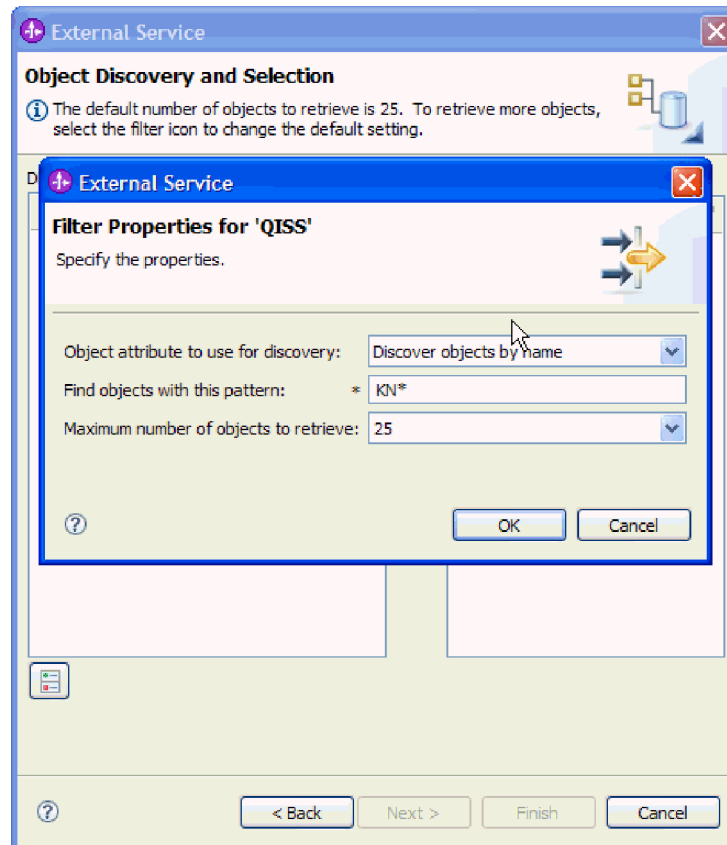 External Service
Object Discovery and Selection
The default number of objects to retrieve is 25. To retrieve more objects,
select the filter icon to change the default setting.
D
External Service
Filter Properties for 'QISS'
Specify the properties.
Object attribute to use for discovery: Discover objects by name
Find objects with this pattern: * KN*
Maximum number of objects to retrieve: 25
OK Cancel
< Back Next > Finish Cancel